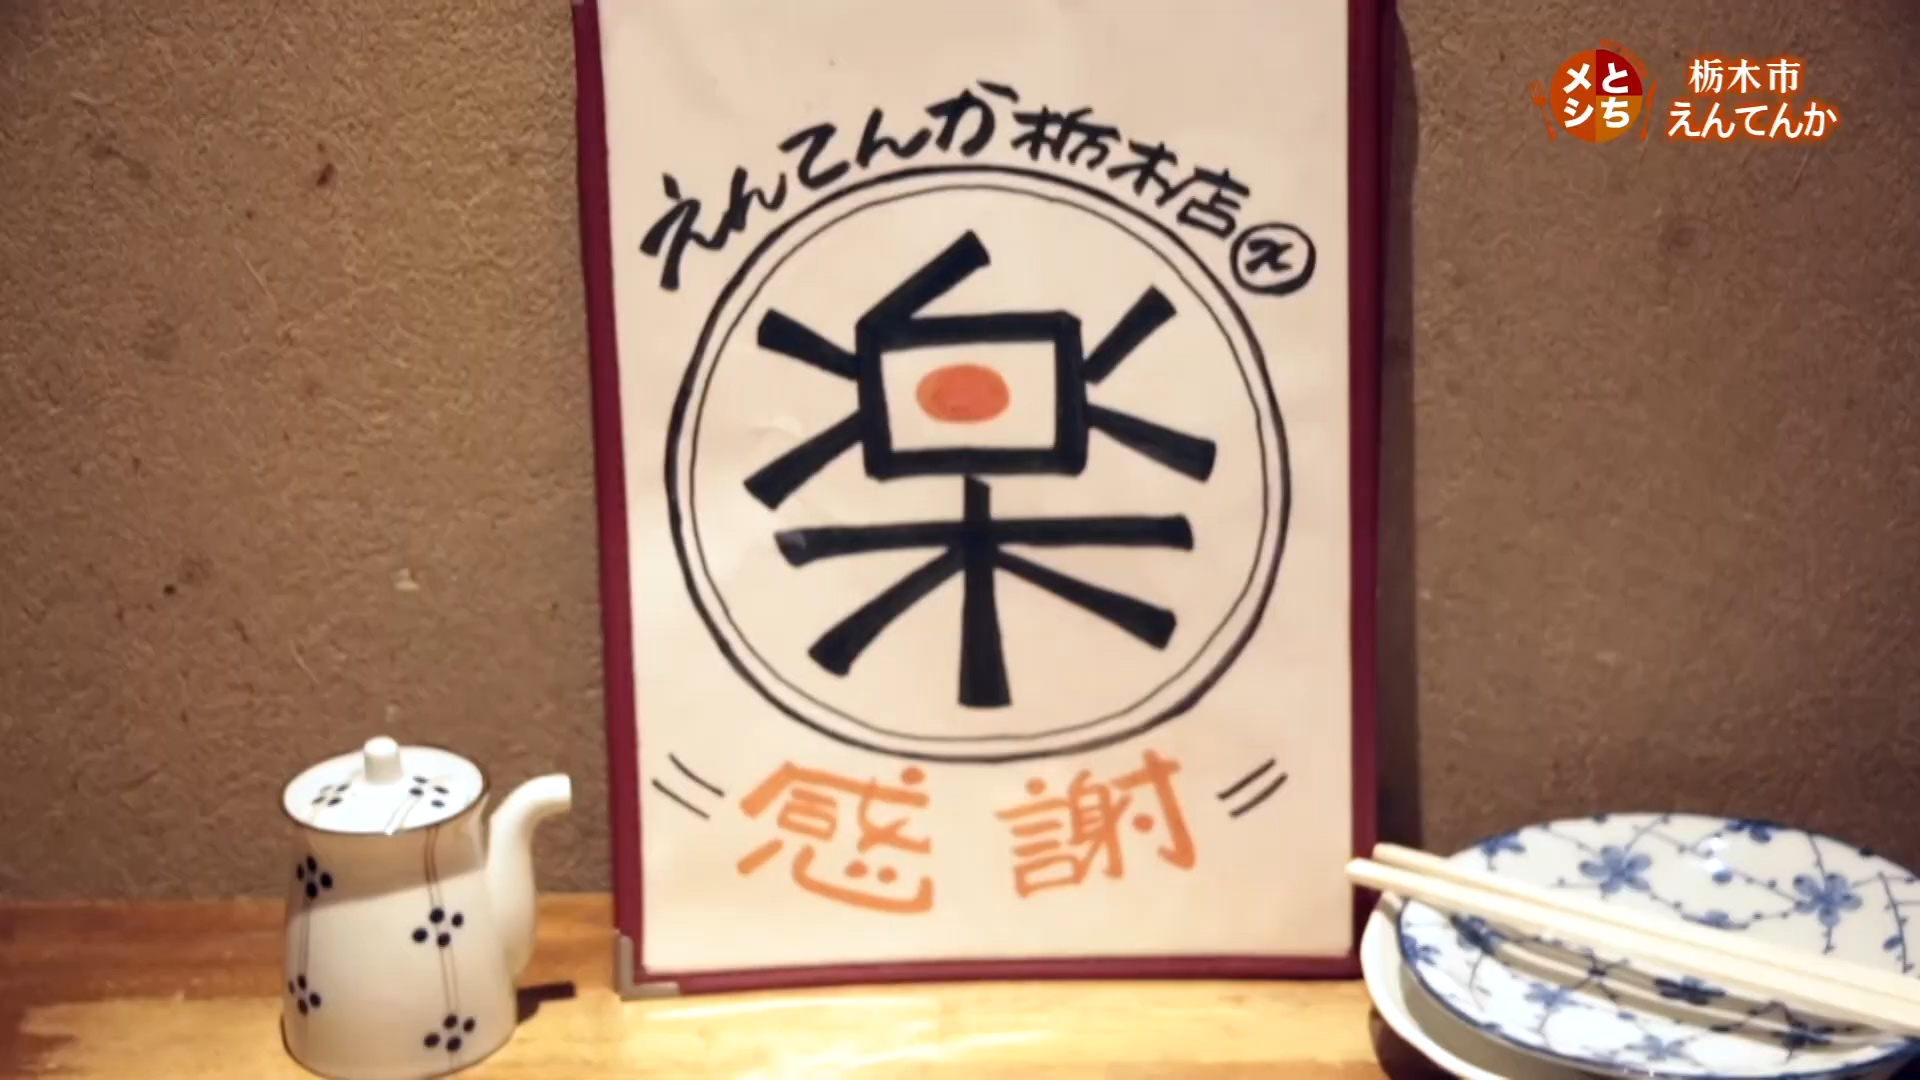 えんてんか栃木店
楽
感謝
とち
メシ
栃木市
えんてんか